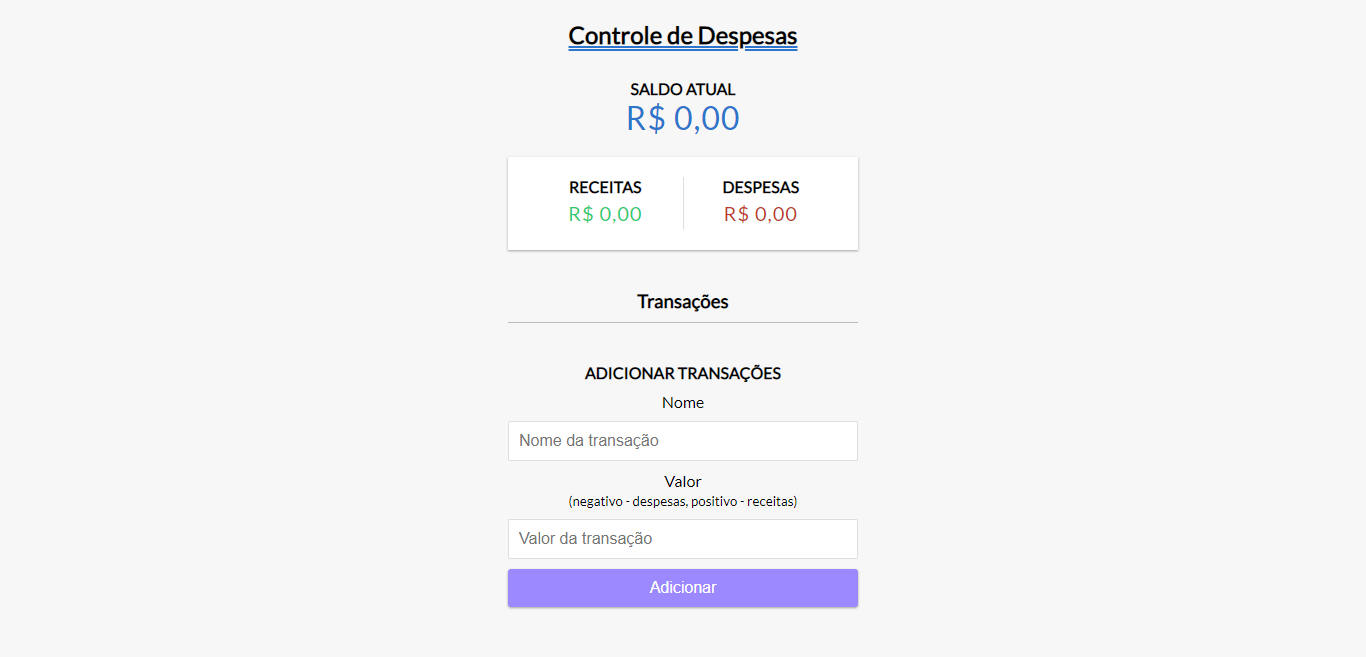 Controle de Despesas
SALDO ATUAL
R$ 0,00
RECEITAS
DESPESAS
R$ 0,00
R$ 0,00
Transações
ADICIONAR TRANSAÇÕES
Nome
Nome da transação
Valor
(negativo - despesas, positivo - receitas)
Valor da transação
Adicionar